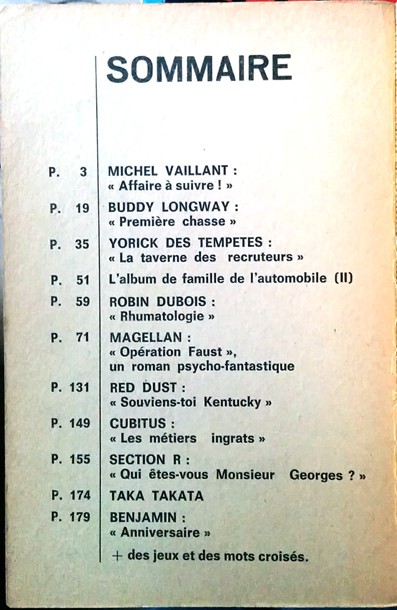 SOMMAIRE
P. 3 MICHEL VAILLANT :
« Affaire à suivre ! »
P. 19 BUDDY LONGWAY :
« Première chasse »
P. 35 YORICK DES TEMPETES :
« La taverne des recruteurs »
P. 51 L'album de famille de l'automobile (II)
P. 59 ROBIN DUBOIS :
« Rhumatologie »
P. 71 MAGELLAN :
« Opération Faust »,
un roman psycho-fantastique
P. 131 RED DUST :
« Souviens-toi Kentucky »
P. 149 CUBITUS :
« Les métiers ingrats »
P. 155 SECTION R :
« Qui êtes-vous Monsieur Georges ? »
P. 174 TAKA TAKATA
P. 179 BENJAMIN :
« Anniversaire »
+ des jeux et des mots croisés.